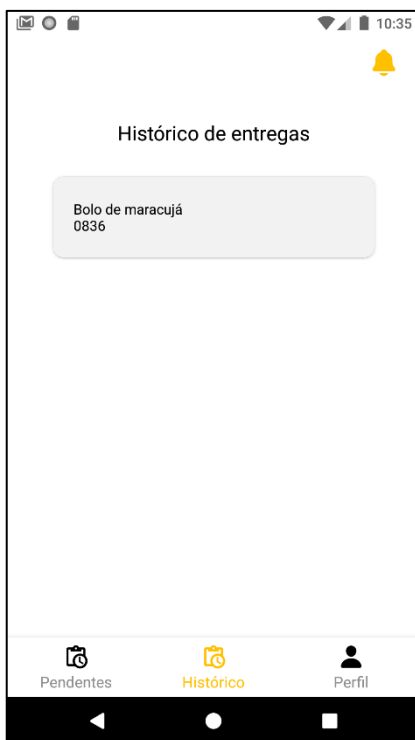 10:35
Histórico de entregas
Bolo de maracujá
0836
Pendentes
Histórico
Perfil